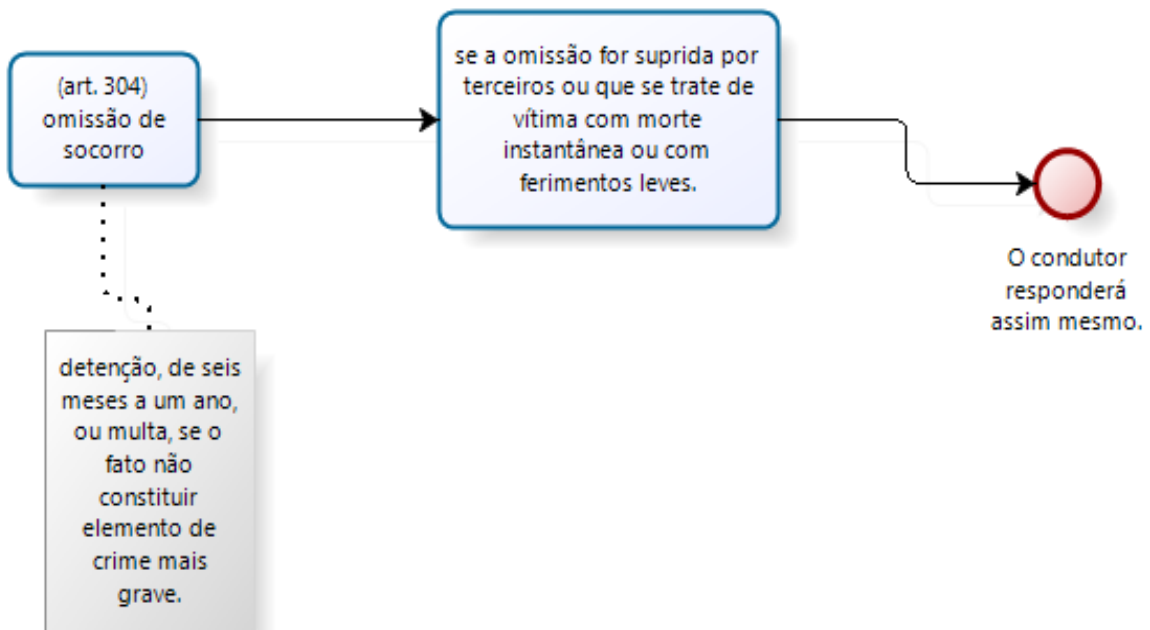 (art. 304)
omissão de
socorro
se a omissão for suprida por
terceiros ou que se trate de
vítima com morte
instantânea ou com
ferimentos leves.
O condutor
responderá
assim mesmo.
detenção, de seis
meses a um ano,
ou multa, se o
fato não
constituir
elemento de
crime mais
grave.